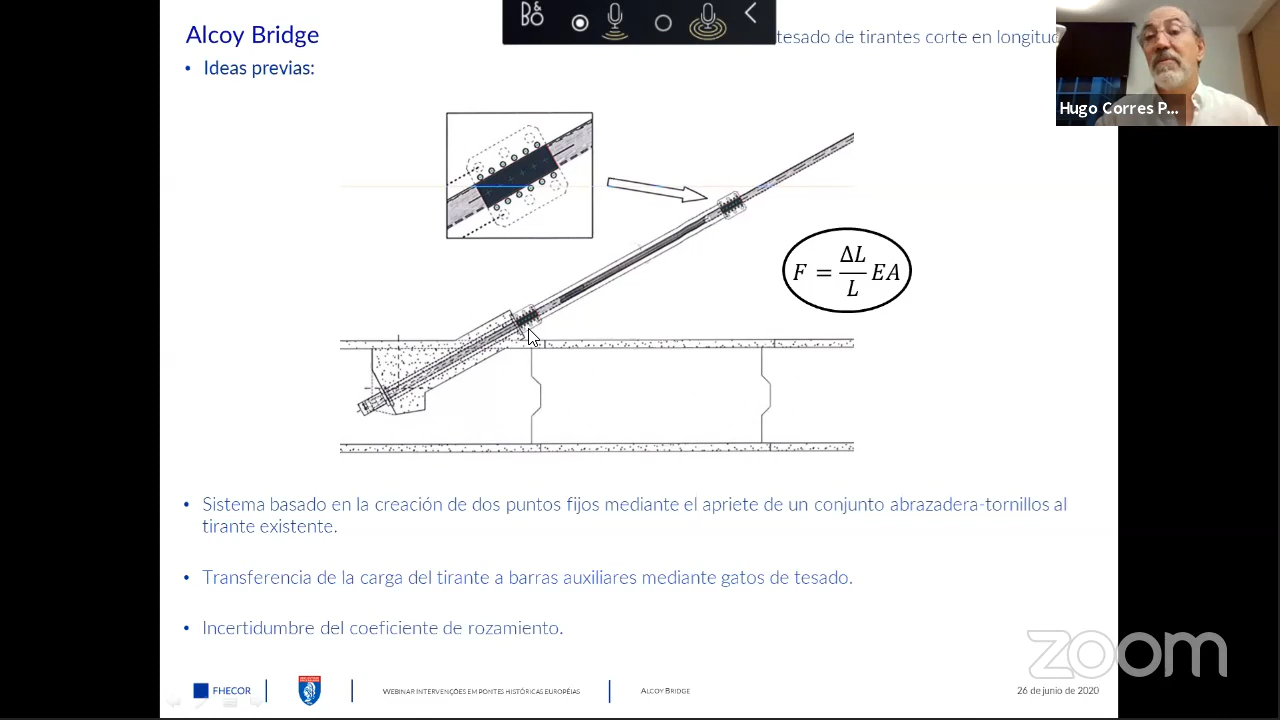 Alcoy Bridge
B&O
tesado de tirantes corte en longitud
Hugo Corres P...
• Ideas previas:
F = ΔL/L EA
• Sistema basado en la creación de dos puntos fijos mediante el apriete de un conjunto abrazadera-tornillos al
tirante existente.
• Transferencia de la carga del tirante a barras auxiliares mediante gatos de tesado.
• Incertidumbre del coeficiente de rozamiento.
zoom
FHECOR
WEBINAR INTERVENÇÕES EM PONTES HISTÓRICAS EUROPÉIAS
ALCOY BRIDGE
26 de junio de 2020